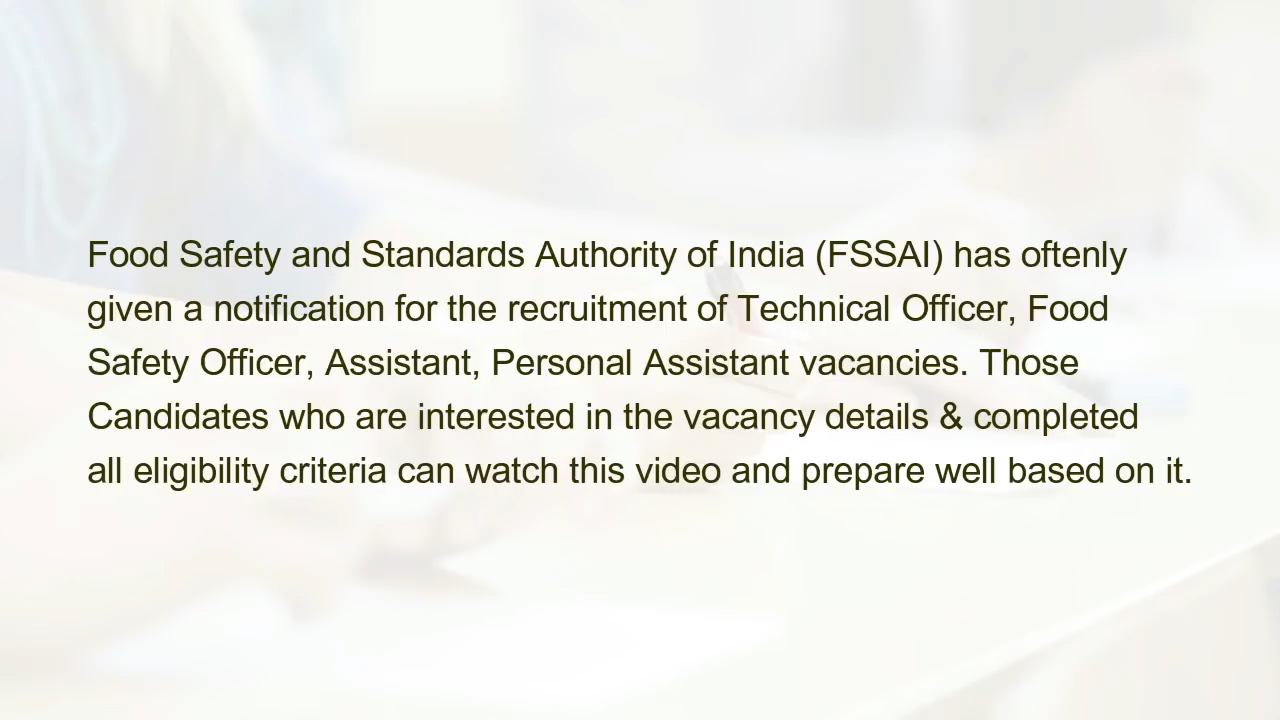 Food Safety and Standards Authority of India (FSSAI) has oftenly
given a notification for the recruitment of Technical Officer, Food
Safety Officer, Assistant, Personal Assistant vacancies. Those
Candidates who are interested in the vacancy details & completed
all eligibility criteria can watch this video and prepare well based on it.